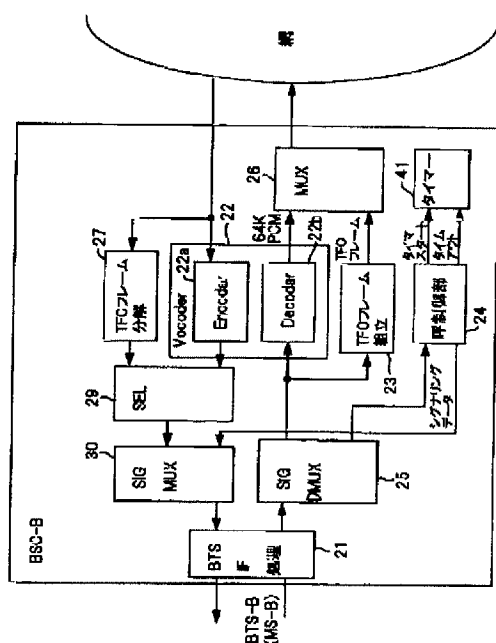 BSC-B
網
27
TFOフレーム
分解
22
Vocoder
22a
Encoder
Decoder
22b
64K
PCM
26
MUX
TFO
フレーム
TFOフレーム
組立
23
タイマ
スタート
タイム
アウト
41
タイマー
呼制御部
24
シグナリング
データ
29
SEL
30
SIG
MUX
SIG
DMUX
25
BTS
IF
処理
21
BTS-B
(MS-B)